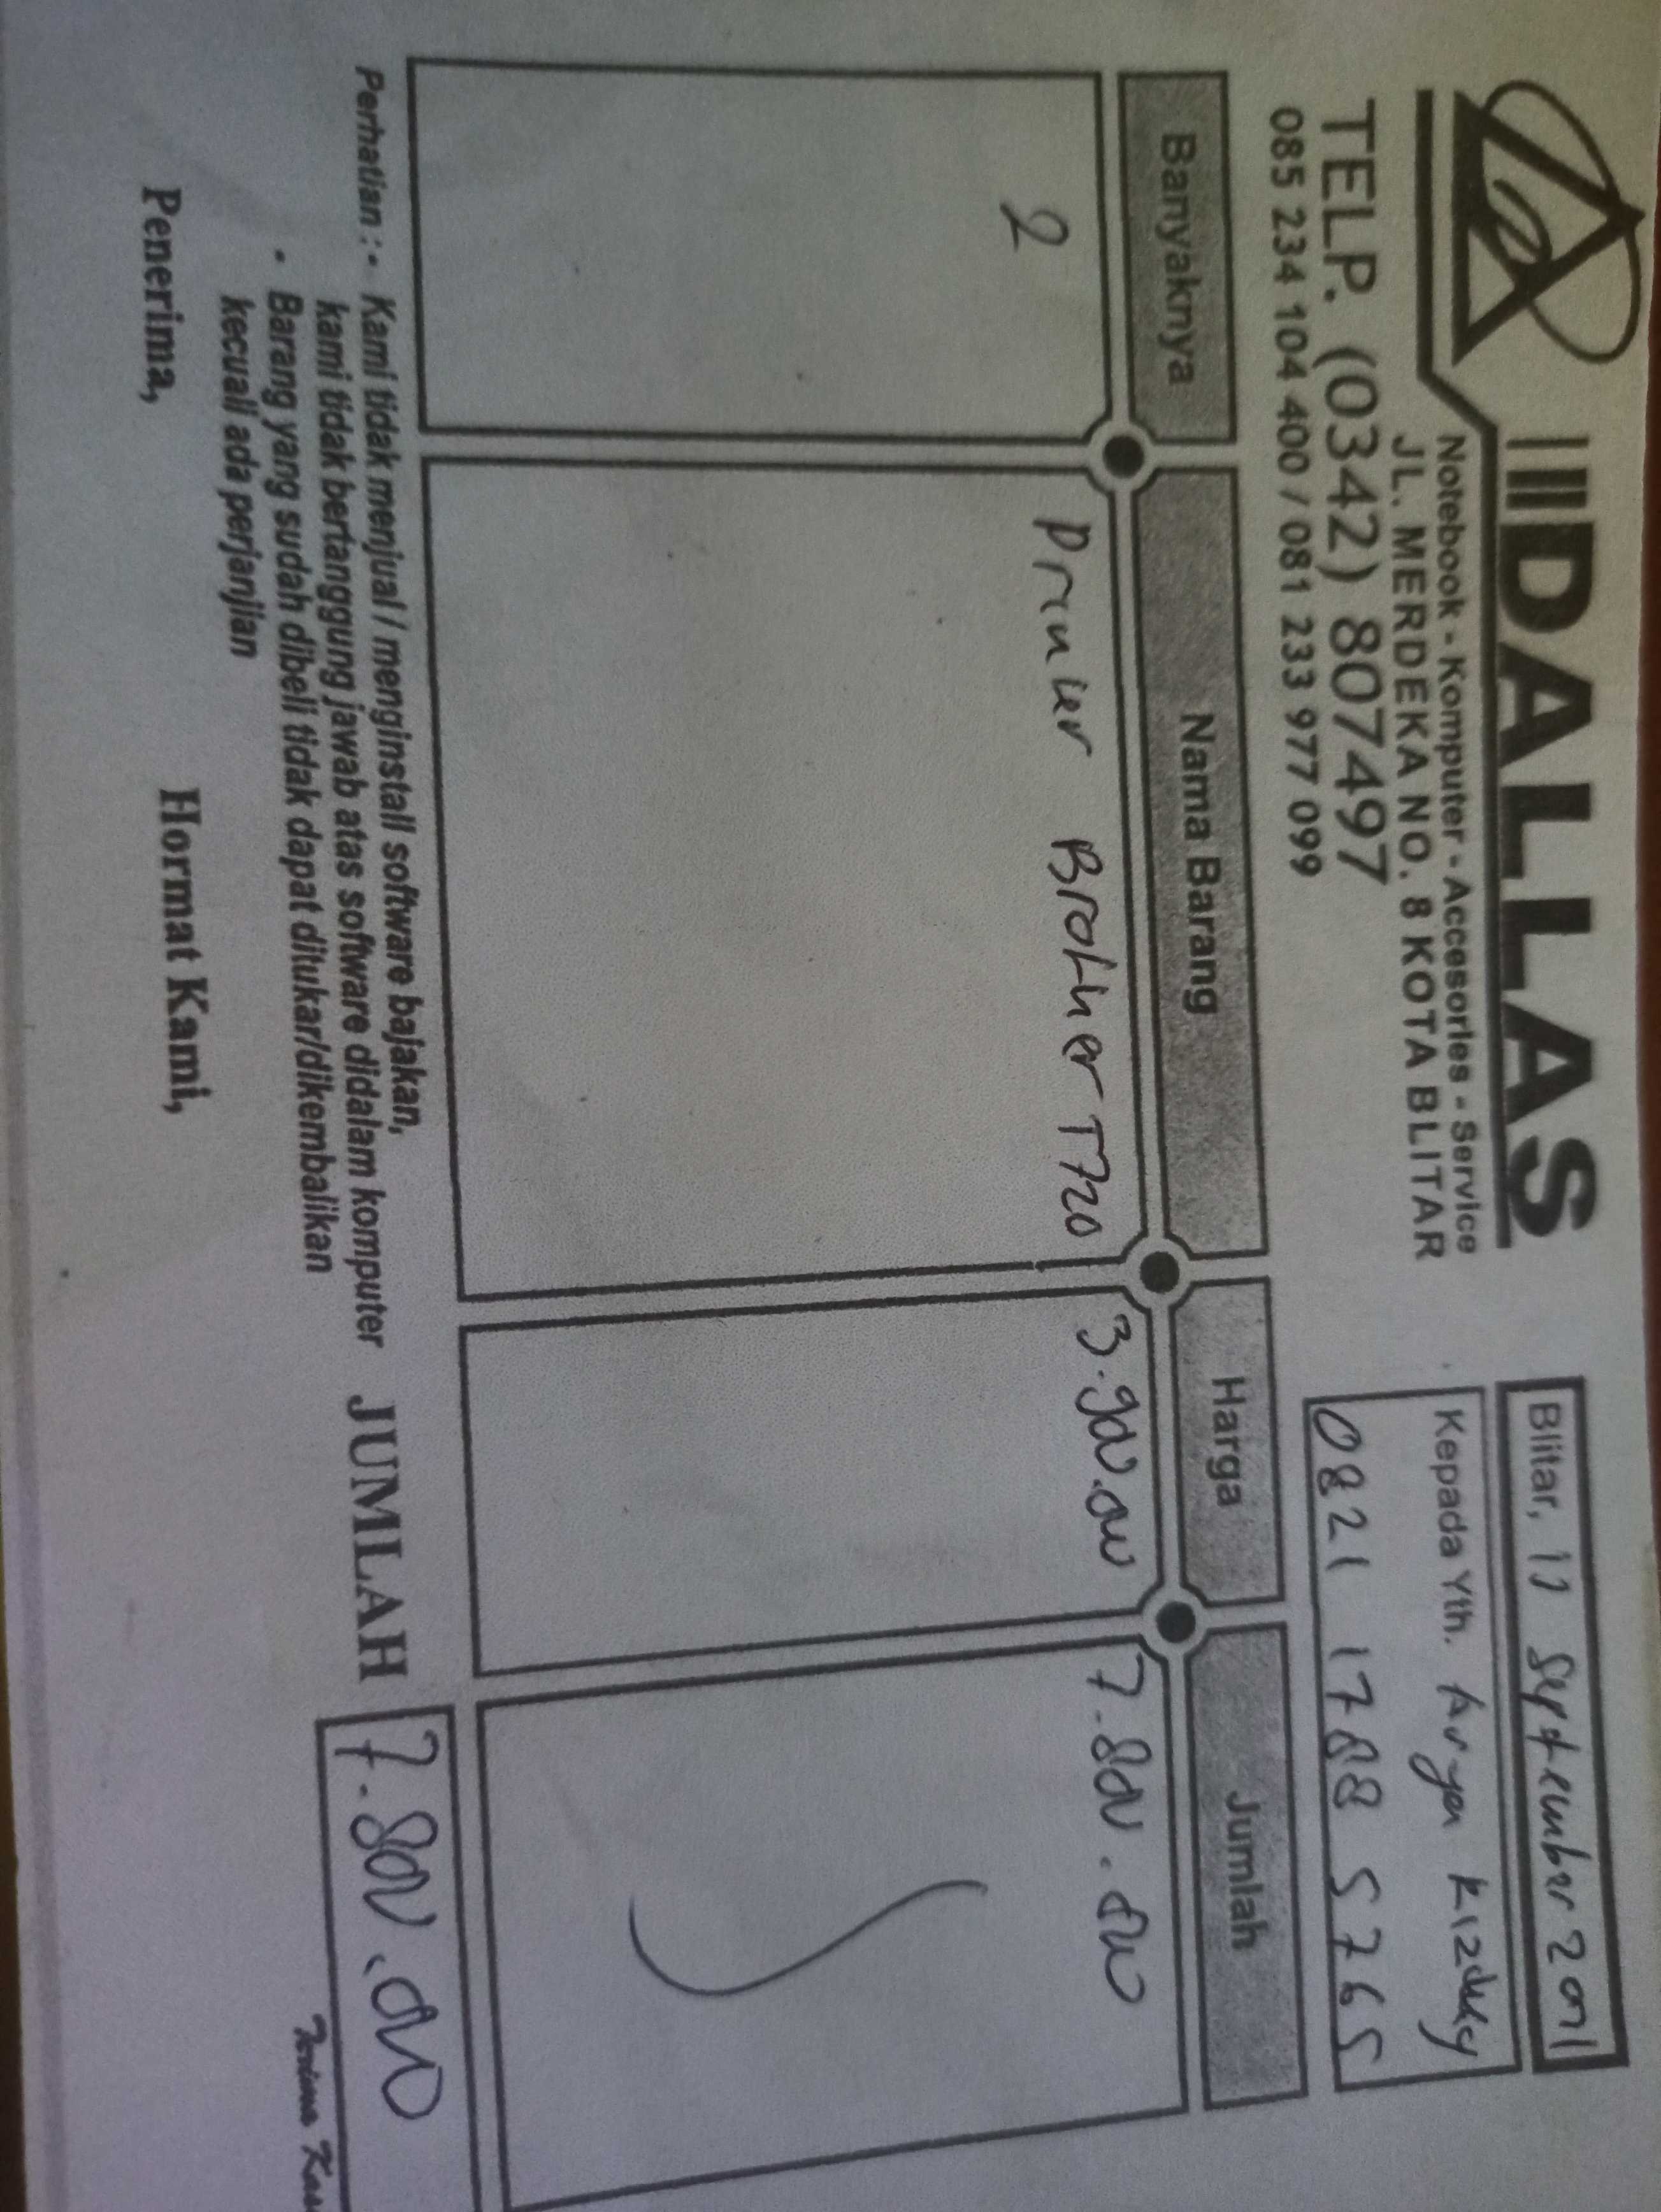 DALLAS
Notebook - Komputer - Accesories - Service
JL. MERDEKA NO. 8 KOTA BLITAR
TELP. (0342) 807497
085 234 104 400 / 081 233 977 099
Blitar, 11 September
Kepada Yth.
0821 1788 5765
Banyaknya Nama Barang Harga Jumlah
2 Printer Brother T720 3.900.000 7.800.000
Perhatian : - Kami tidak menjual / menginstall software bajakan,
kami tidak bertanggung jawab atas software didalam komputer
- Barang yang sudah dibeli tidak dapat ditukar/dikembalikan
kecuali ada perjanjian
JUMLAH 7.800.000
Penerima, Hormat Kami,
Terima